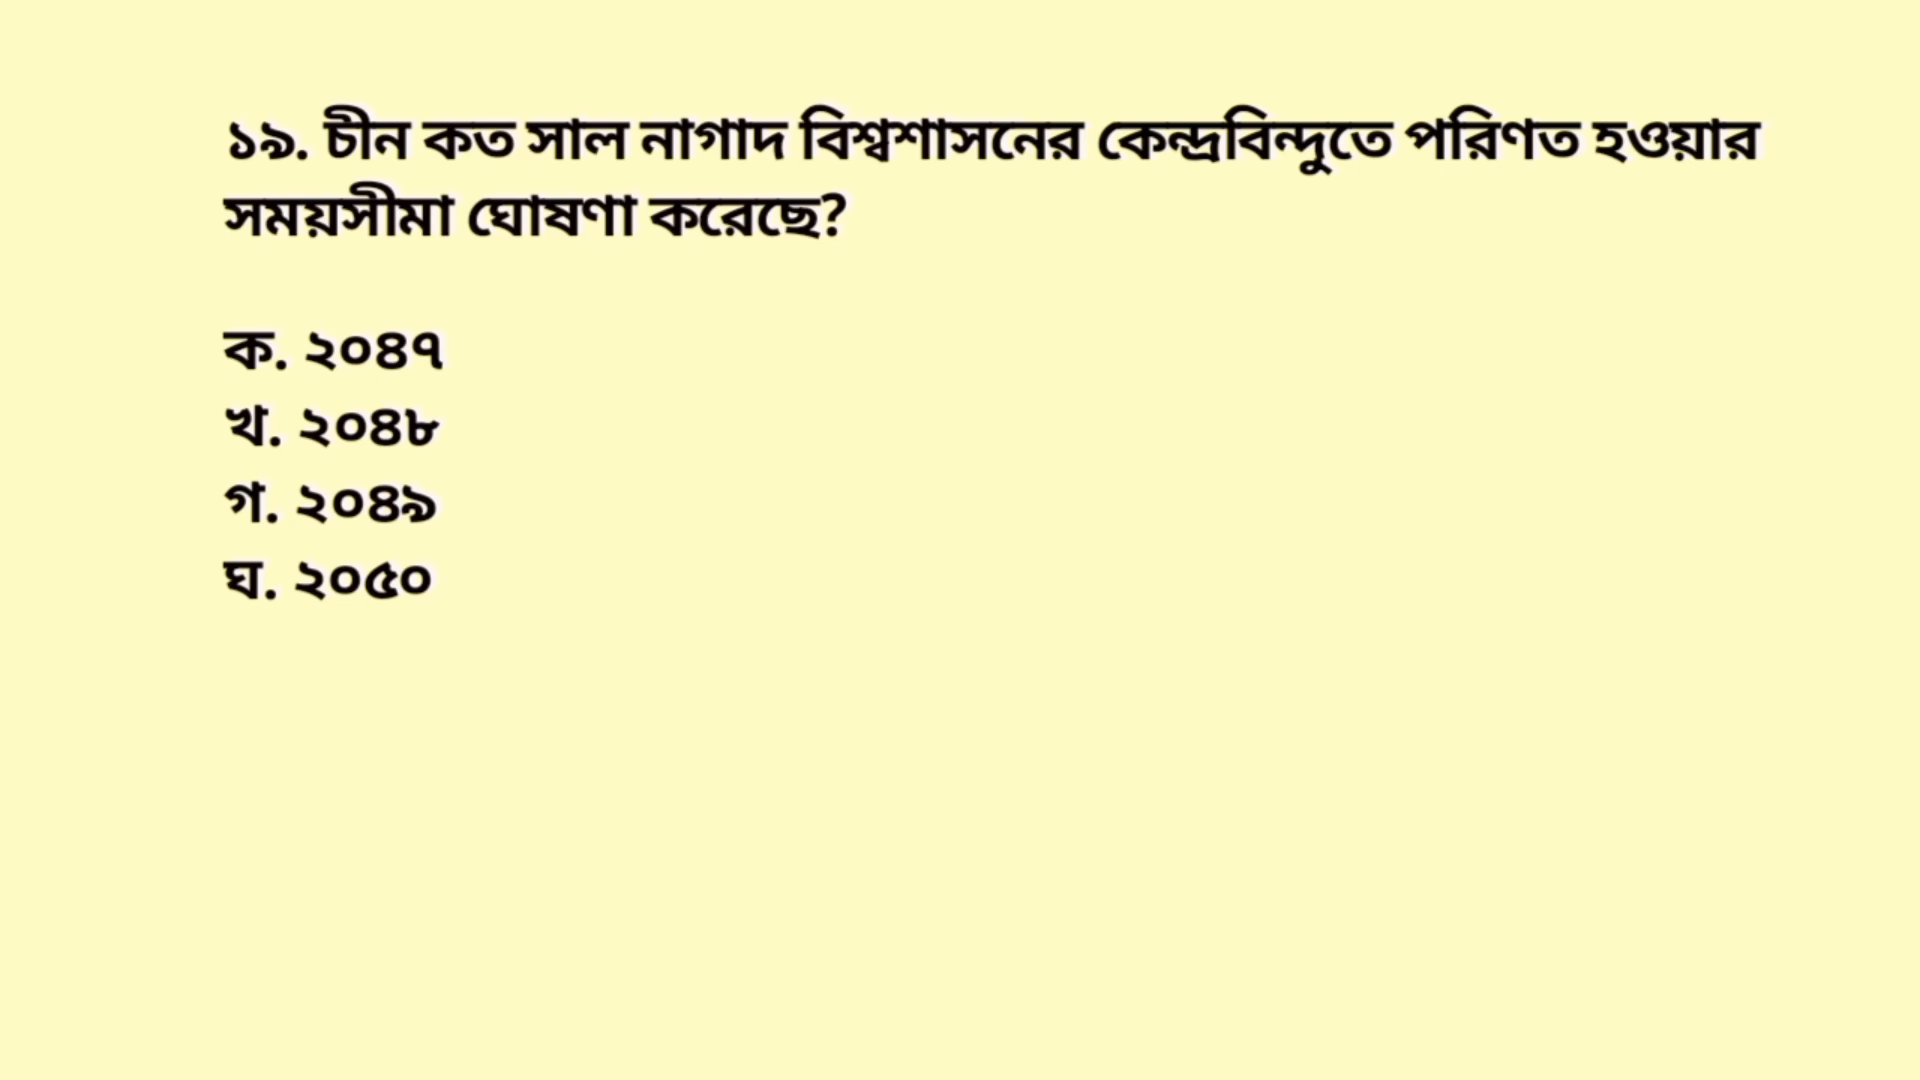 ১৯. চীন কত সাল নাগাদ বিশ্বশাসনের কেন্দ্রবিন্দুতে পরিণত হওয়ার
সময়সীমা ঘোষণা করেছে?
ক. ২০৪৭
খ. ২০৪৮
গ. ২০৪৯
ঘ. ২০৫০